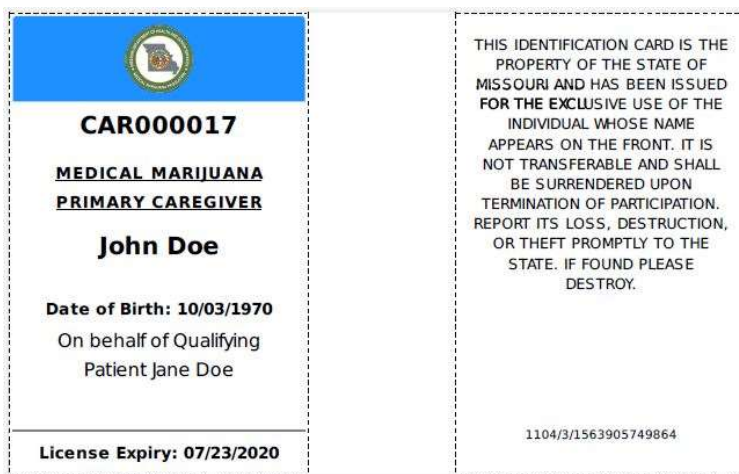 CAR000017
MEDICAL MARIJUANA
PRIMARY CAREGIVER
John Doe
Date of Birth: 10/03/1970
On behalf of Qualifying
Patient Jane Doe
License Expiry: 07/23/2020
THIS IDENTIFICATION CARD IS THE
PROPERTY OF THE STATE OF
MISSOURI AND HAS BEEN ISSUED
FOR THE EXCLUSIVE USE OF THE
INDIVIDUAL WHOSE NAME
APPEARS ON THE FRONT. IT IS
NOT TRANSFERABLE AND SHALL
BE SURRENDERED UPON
TERMINATION OF PARTICIPATION.
REPORT ITS LOSS, DESTRUCTION,
OR THEFT PROMPTLY TO THE
STATE. IF FOUND PLEASE
DESTROY.
1104/3/1563905749864